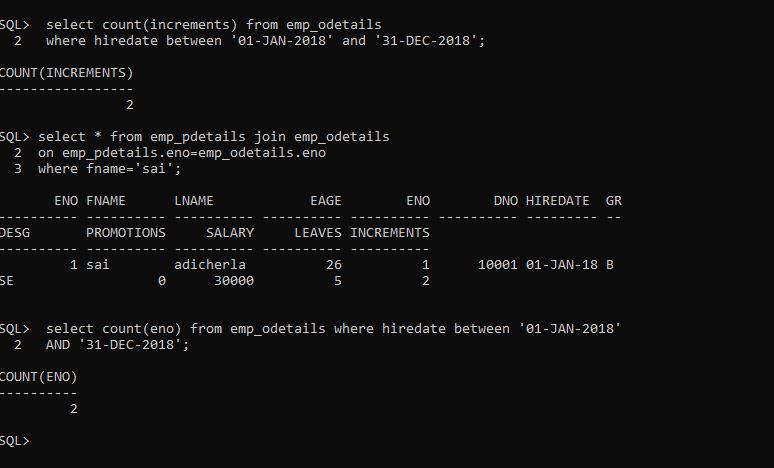 SQL>  select count(increments) from emp_odetails
  2   where hiredate between '01-JAN-2018' and '31-DEC-2018';
COUNT(INCREMENTS)
-----------------
                2
SQL> select * from emp_pdetails join emp_odetails
  2  on emp_pdetails.eno=emp_odetails.eno
  3  where fname='sai';
       ENO FNAME      LNAME            EAGE        ENO        DNO HIREDATE  GR
---------- ---------- ---------- ---------- ---------- ---------- --------- --
DESG       PROMOTIONS     SALARY     LEAVES INCREMENTS
---------- ---------- ---------- ---------- ----------
         1 sai        adicherla          26          1      10001 01-JAN-18 B
SE                  0      30000          5          2
SQL>  select count(eno) from emp_odetails where hiredate between '01-JAN-2018'
  2   AND '31-DEC-2018';
COUNT(ENO)
----------
         2
SQL>